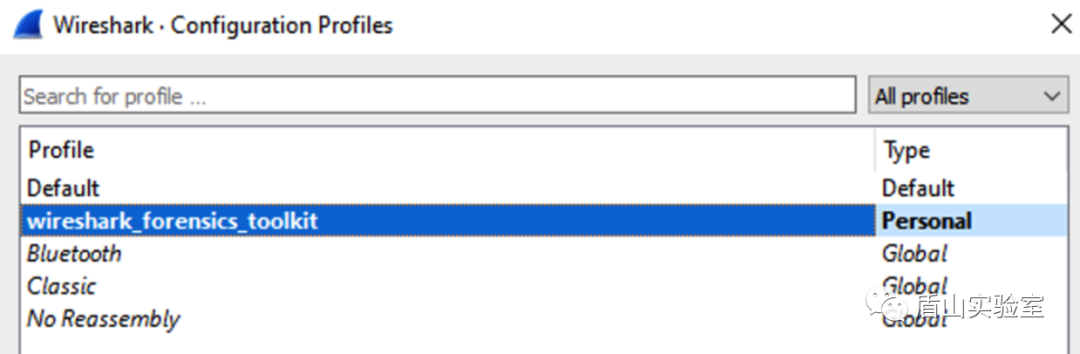 Wireshark · Configuration Profiles
Search for profile ...
All profiles
Profile Type
Default Default
wireshark_forensics_toolkit Personal
Bluetooth Global
Classic Global
No Reassembly Global
盾山实验室